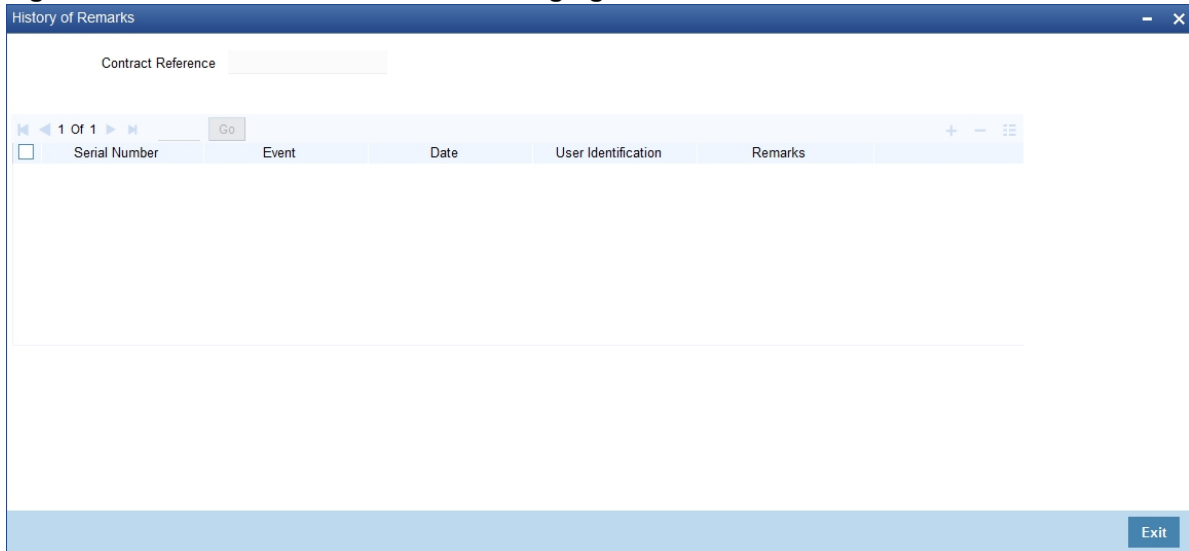 History of Remarks
Contract Reference
1 Of 1 Go
Serial Number Event Date User Identification Remarks
Exit